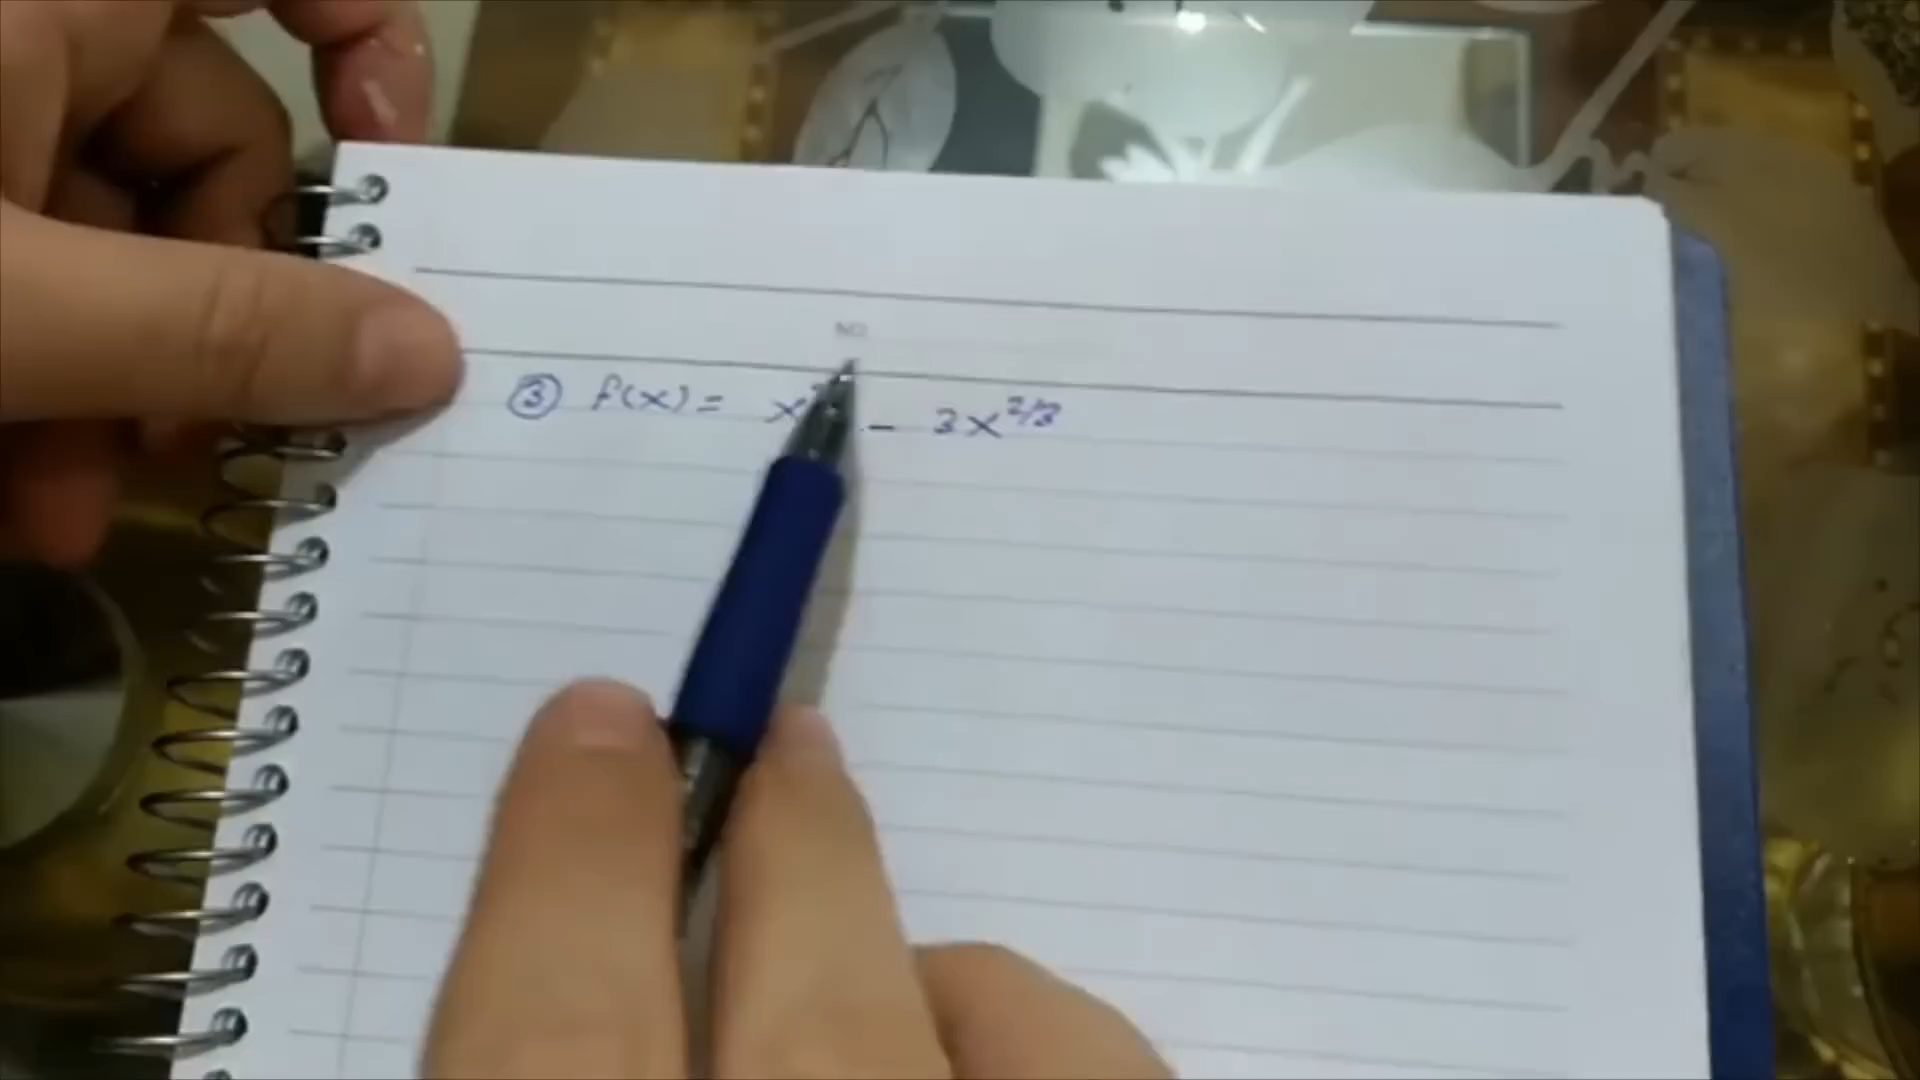 NO
③ f(x) = x - 3x^{2/3}